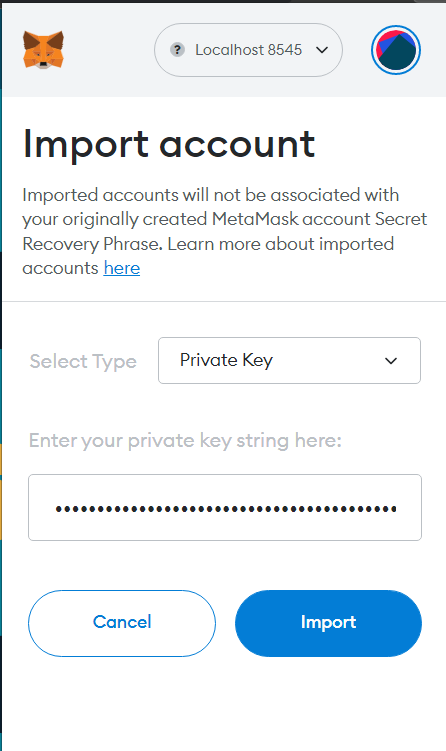 ? Localhost 8545
Import account
Imported accounts will not be associated with
your originally created MetaMask account Secret
Recovery Phrase. Learn more about imported
accounts here
Select Type Private Key
Enter your private key string here:
Cancel Import